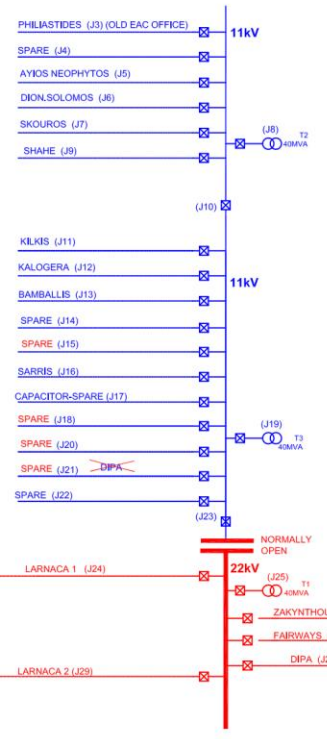 PHILIASTIDES (J3) (OLD EAC OFFICE)
11kV
SPARE (J4)
AYIOS NEOPHYTOS (J5)
DION.SOLOMOS (J6)
SKOUROS (J7)
(J8)
T2
40MVA
SHAHE (J9)
(J10)
KILKIS (J11)
KALOGERA (J12)
11kV
BAMBALLIS (J13)
SPARE (J14)
SPARE (J15)
SARRIS (J16)
CAPACITOR-SPARE (J17)
SPARE (J18)
(J19)
T3
40MVA
SPARE (J20)
SPARE (J21) DIPA
SPARE (J22)
(J23)
NORMALLY
OPEN
LARNACA 1 (J24)
22kV
(J25)
T1
40MVA
ZAKYNTHOU
FAIRWAYS
DIPA (J2
LARNACA 2 (J29)